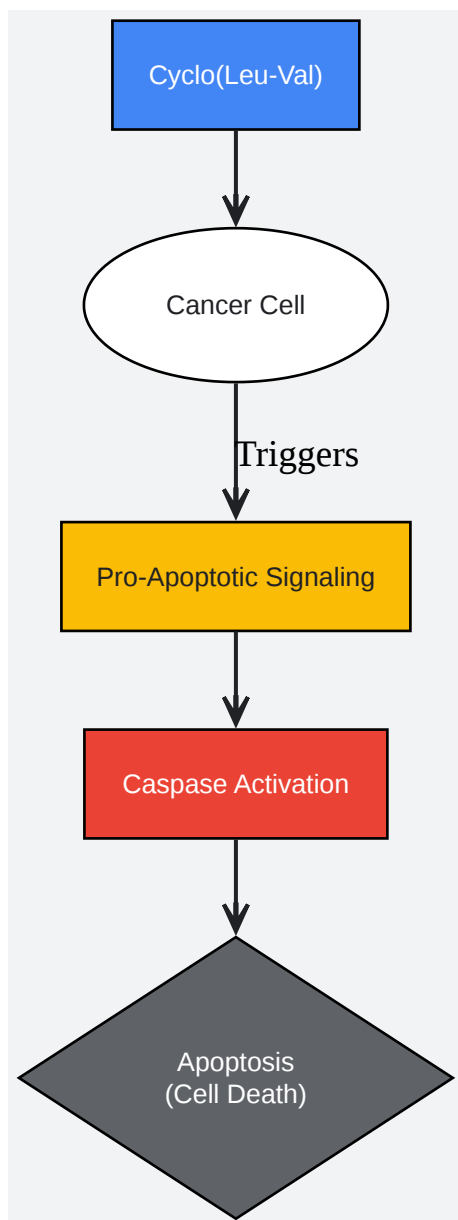 Cyclo(Leu-Val)
Cancer Cell
Triggers
Pro-Apoptotic Signaling
Caspase Activation
Apoptosis
(Cell Death)